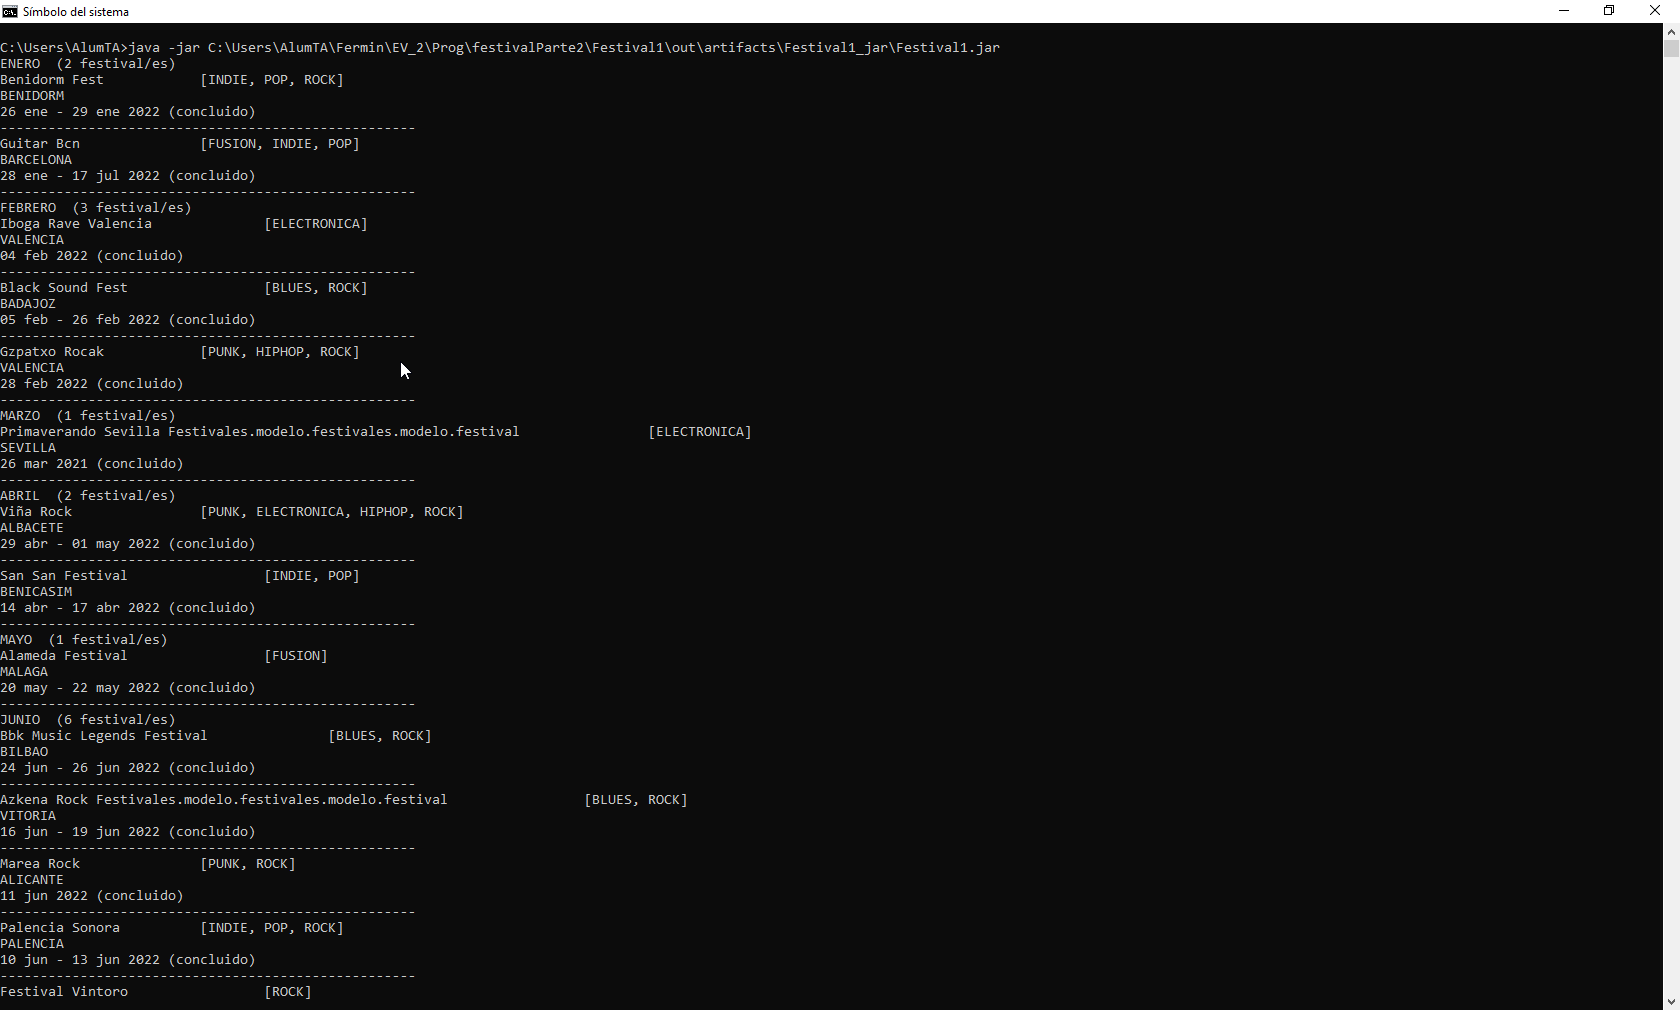 Símbolo del sistema
C:\Users\AlumTA>java -jar C:\Users\AlumTA\Fermin\EV_2\Prog\festivalParte2\Festival1\out\artifacts\Festival1_jar\Festival1.jar
ENERO  (2 festival/es)
Benidorm Fest            [INDIE, POP, ROCK]
BENIDORM
26 ene - 29 ene 2022 (concluido)
----------------------------------------------------
Guitar Bcn               [FUSION, INDIE, POP]
BARCELONA
28 ene - 17 jul 2022 (concluido)
----------------------------------------------------
FEBRERO  (3 festival/es)
Iboga Rave Valencia              [ELECTRONICA]
VALENCIA
04 feb 2022 (concluido)
----------------------------------------------------
Black Sound Fest                 [BLUES, ROCK]
BADAJOZ
05 feb - 26 feb 2022 (concluido)
----------------------------------------------------
Gzpatxo Rocak            [PUNK, HIPHOP, ROCK]
VALENCIA
28 feb 2022 (concluido)
----------------------------------------------------
MARZO  (1 festival/es)
Primaverando Sevilla Festivales.modelo.festivales.modelo.festival                [ELECTRONICA]
SEVILLA
26 mar 2021 (concluido)
----------------------------------------------------
ABRIL  (2 festival/es)
Viña Rock                [PUNK, ELECTRONICA, HIPHOP, ROCK]
ALBACETE
29 abr - 01 may 2022 (concluido)
----------------------------------------------------
San San Festival                 [INDIE, POP]
BENICASIM
14 abr - 17 abr 2022 (concluido)
----------------------------------------------------
MAYO  (1 festival/es)
Alameda Festival                 [FUSION]
MALAGA
20 may - 22 may 2022 (concluido)
----------------------------------------------------
JUNIO  (6 festival/es)
Bbk Music Legends Festival               [BLUES, ROCK]
BILBAO
24 jun - 26 jun 2022 (concluido)
----------------------------------------------------
Azkena Rock Festivales.modelo.festivales.modelo.festival                 [BLUES, ROCK]
VITORIA
16 jun - 19 jun 2022 (concluido)
----------------------------------------------------
Marea Rock               [PUNK, ROCK]
ALICANTE
11 jun 2022 (concluido)
----------------------------------------------------
Palencia Sonora          [INDIE, POP, ROCK]
PALENCIA
10 jun - 13 jun 2022 (concluido)
----------------------------------------------------
Festival Vintoro                 [ROCK]